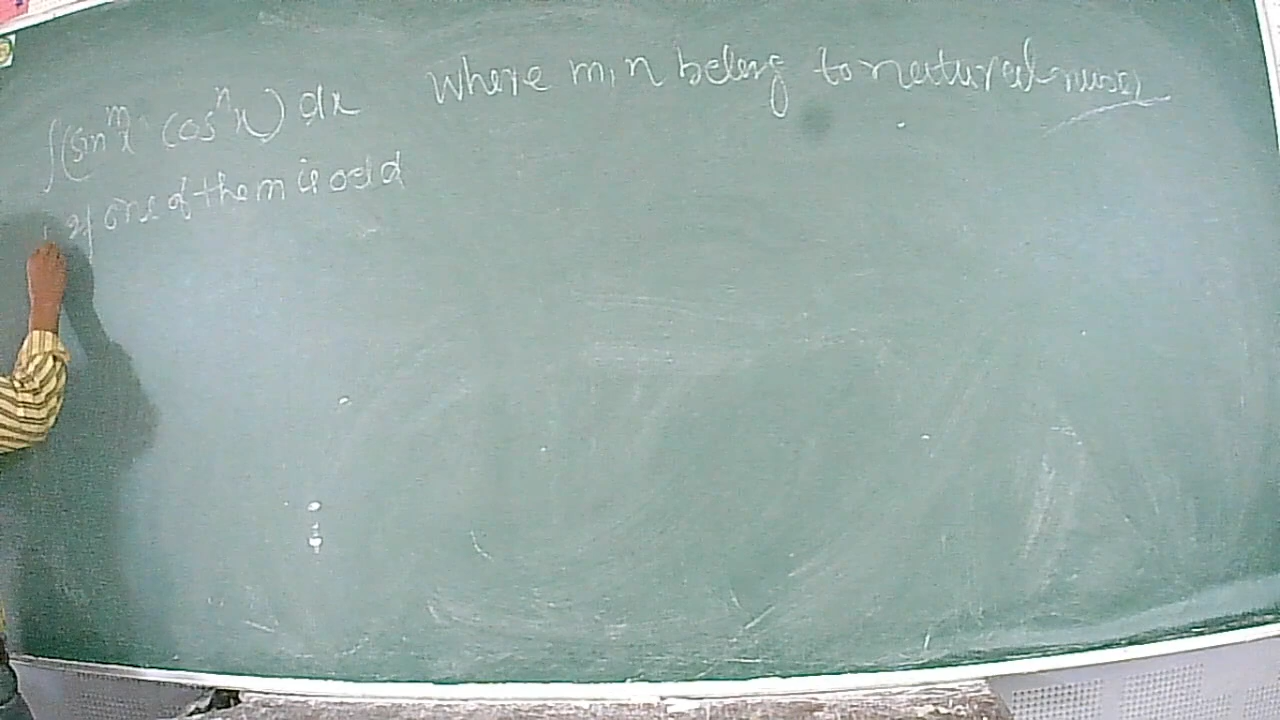 ∫(sin^m x cos^n x) dx where m, n belong to natural
If one of them is odd